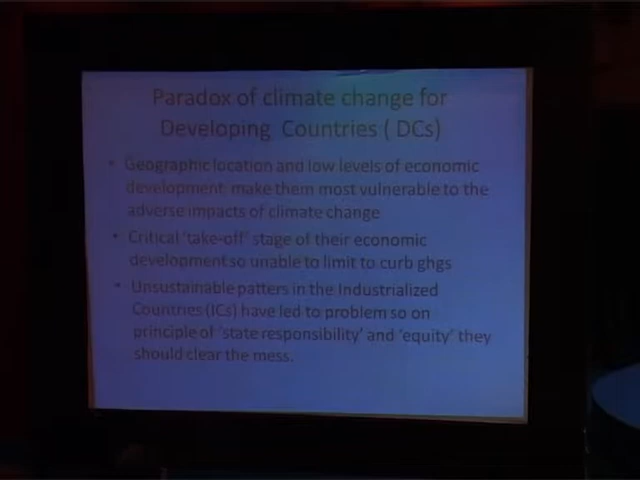 Paradox of climate change for
Developing Countries ( DCs)
• Geographic location and low levels of economic
development make them most vulnerable to the
adverse impacts of climate change
• Critical 'take-off' stage of their economic
development so unable to limit to curb ghgs
• Unsustainable patters in the Industrialized
Countries (ICs) have led to problem so on
principle of 'state responsibility' and 'equity' they
should clear the mess.